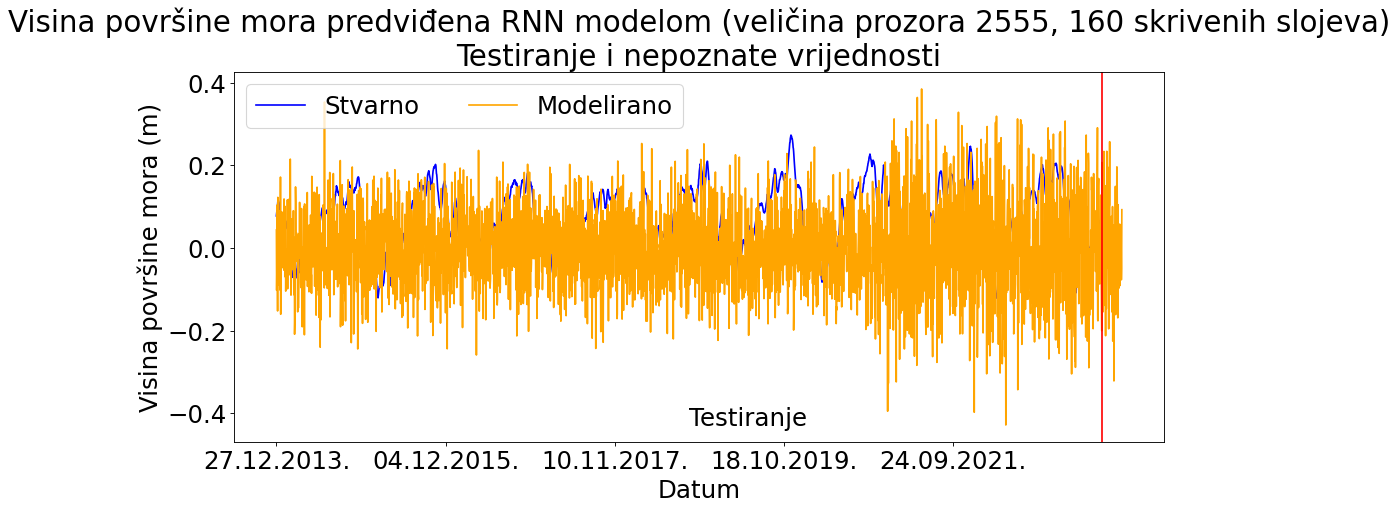 Visina površine mora predviđena RNN modelom (veličina prozora 2555, 160 skrivenih slojeva)
Testiranje i nepoznate vrijednosti
Stvarno
Modelirano
Visina površine mora (m)
0.4
0.2
0.0
−0.2
−0.4
Testiranje
27.12.2013.
04.12.2015.
10.11.2017.
18.10.2019.
24.09.2021.
Datum